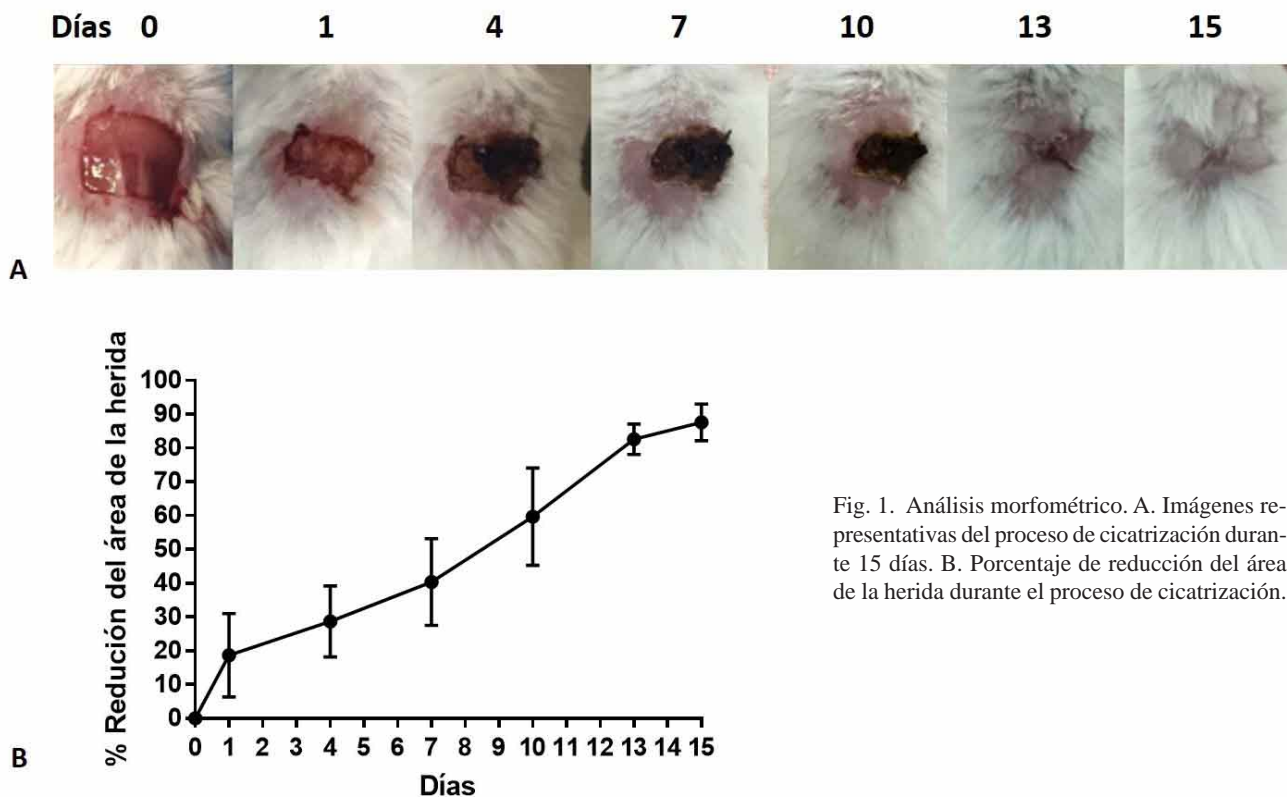 Días 0 1 4 7 10 13 15
A
% Redución del área de la herida
100
90
80
70
60
50
40
30
20
10
0
0 1 2 3 4 5 6 7 8 9 10 11 12 13 14 15
Días
B
Fig. 1. Análisis morfométrico. A. Imágenes re-
presentativas del proceso de cicatrización duran-
te 15 días. B. Porcentaje de reducción del área
de la herida durante el proceso de cicatrización.